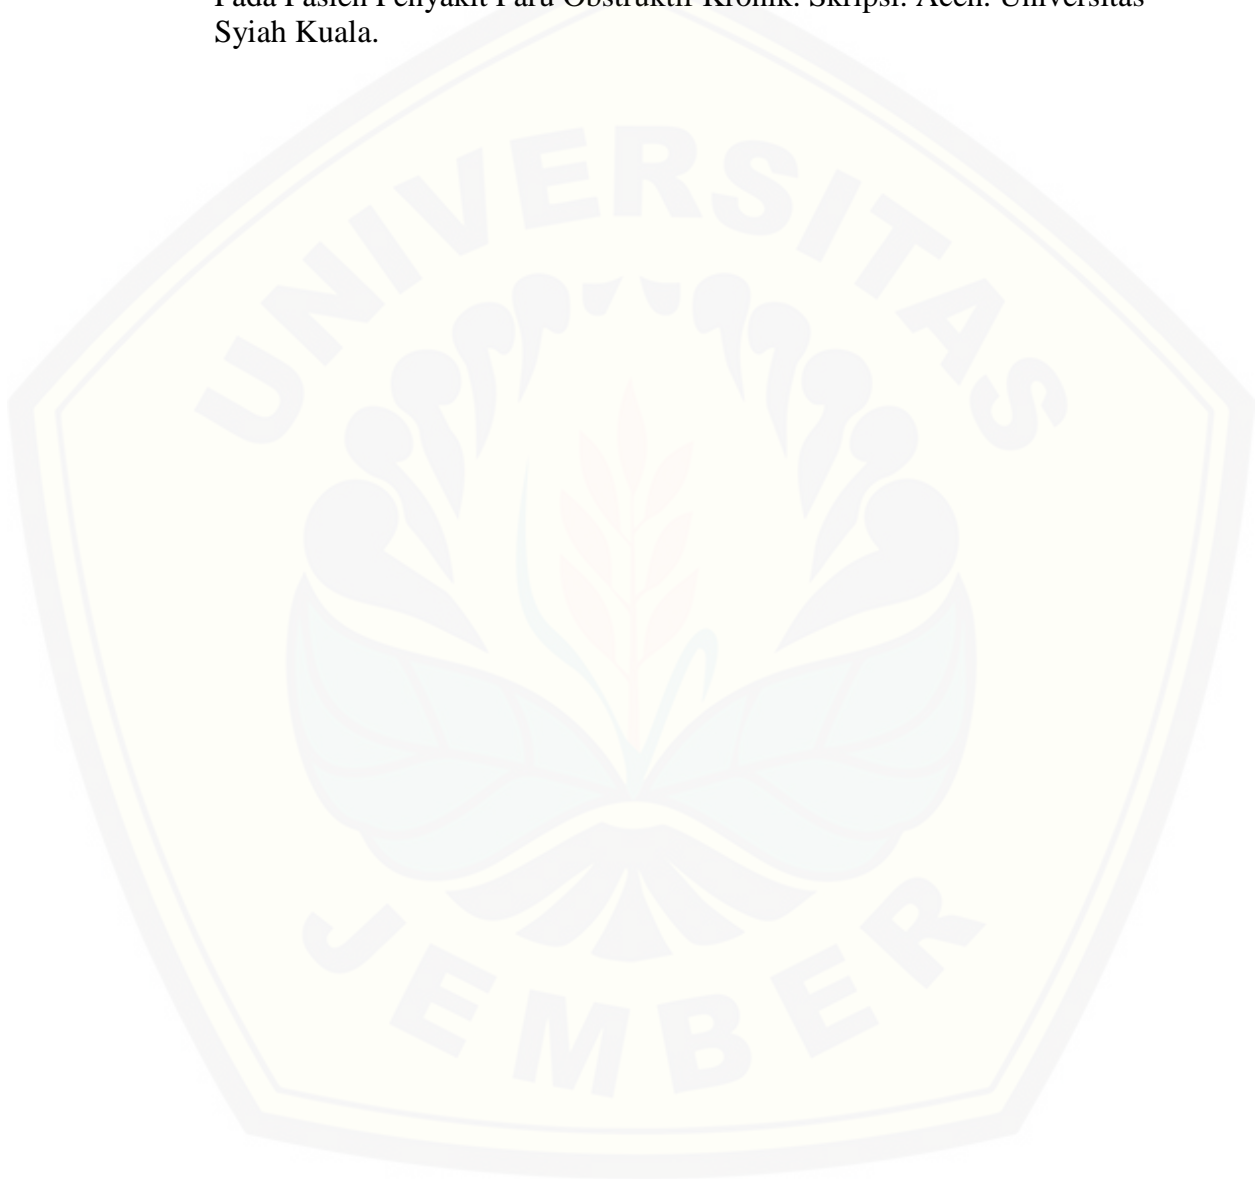 Pada Pasien Penyakit Paru Obstruktif Kronik. Skripsi. Aceh: Universitas
Syiah Kuala.
UNIVERSITAS
JEMBER